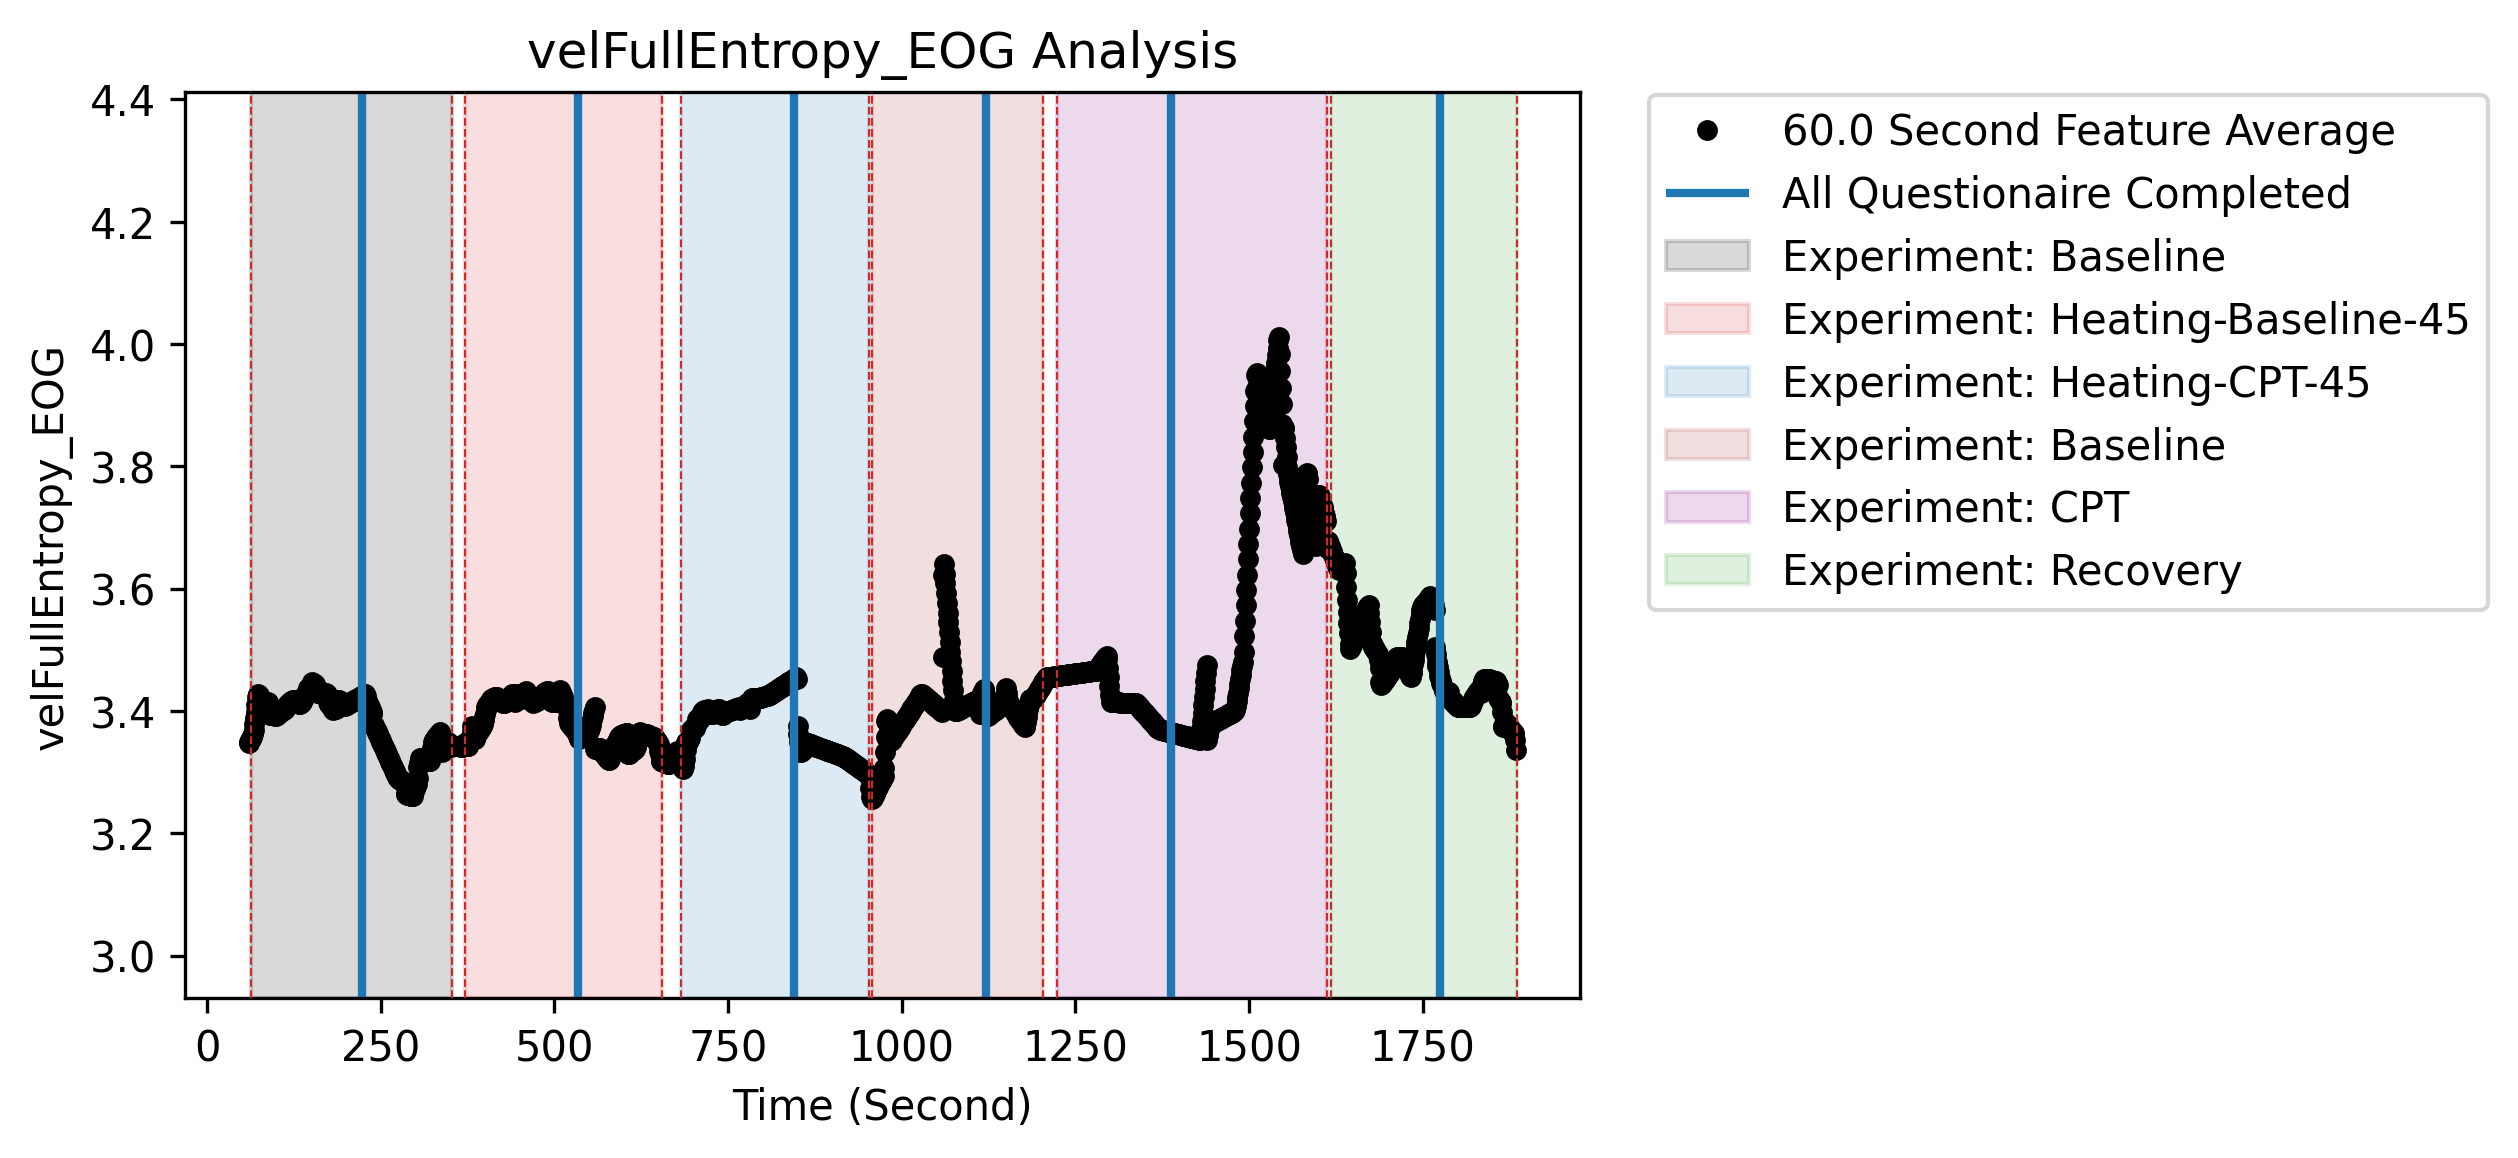 velFullEntropy_EOG Analysis
4.4
4.2
4.0
3.8
3.6
3.4
3.2
3.0
velFullEntropy_EOG
0 250 500 750 1000 1250 1500 1750
Time (Second)
60.0 Second Feature Average
All Questionaire Completed
Experiment: Baseline
Experiment: Heating-Baseline-45
Experiment: Heating-CPT-45
Experiment: Baseline
Experiment: CPT
Experiment: Recovery